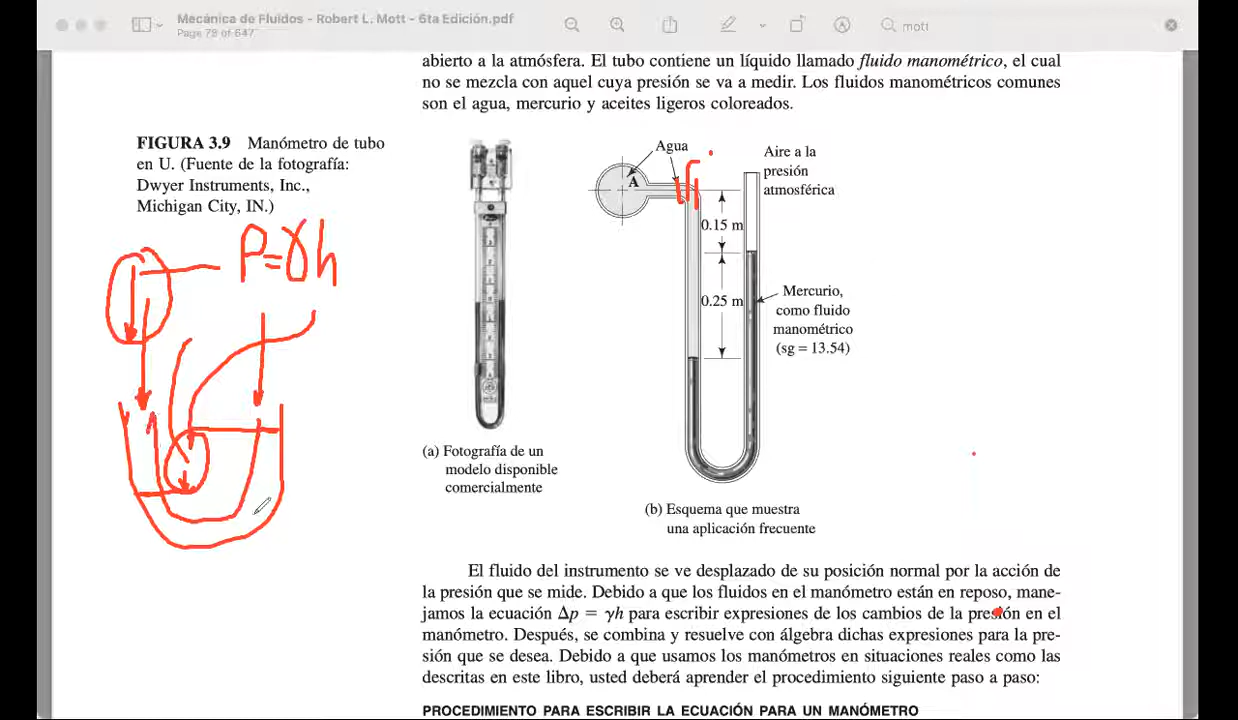 Mecánica de Fluidos - Robert L. Mott - 6ta Edición.pdf
Page 78 of 647
mott
abierto a la atmósfera. El tubo contiene un líquido llamado fluido manométrico, el cual
no se mezcla con aquel cuya presión se va a medir. Los fluidos manométricos comunes
son el agua, mercurio y aceites ligeros coloreados.
FIGURA 3.9 Manómetro de tubo
en U. (Fuente de la fotografía:
Dwyer Instruments, Inc.,
Michigan City, IN.)
P=γh
Agua
A
Aire a la
presión
atmosférica
0.15 m
0.25 m
Mercurio,
como fluido
manométrico
(sg = 13.54)
(a) Fotografía de un
modelo disponible
comercialmente
(b) Esquema que muestra
una aplicación frecuente
El fluido del instrumento se ve desplazado de su posición normal por la acción de
la presión que se mide. Debido a que los fluidos en el manómetro están en reposo, mane-
jamos la ecuación Δp = γh para escribir expresiones de los cambios de la presión en el
manómetro. Después, se combina y resuelve con álgebra dichas expresiones para la pre-
sión que se desea. Debido a que usamos los manómetros en situaciones reales como las
descritas en este libro, usted deberá aprender el procedimiento siguiente paso a paso:
PROCEDIMIENTO PARA ESCRIBIR LA ECUACIÓN PARA UN MANÓMETRO